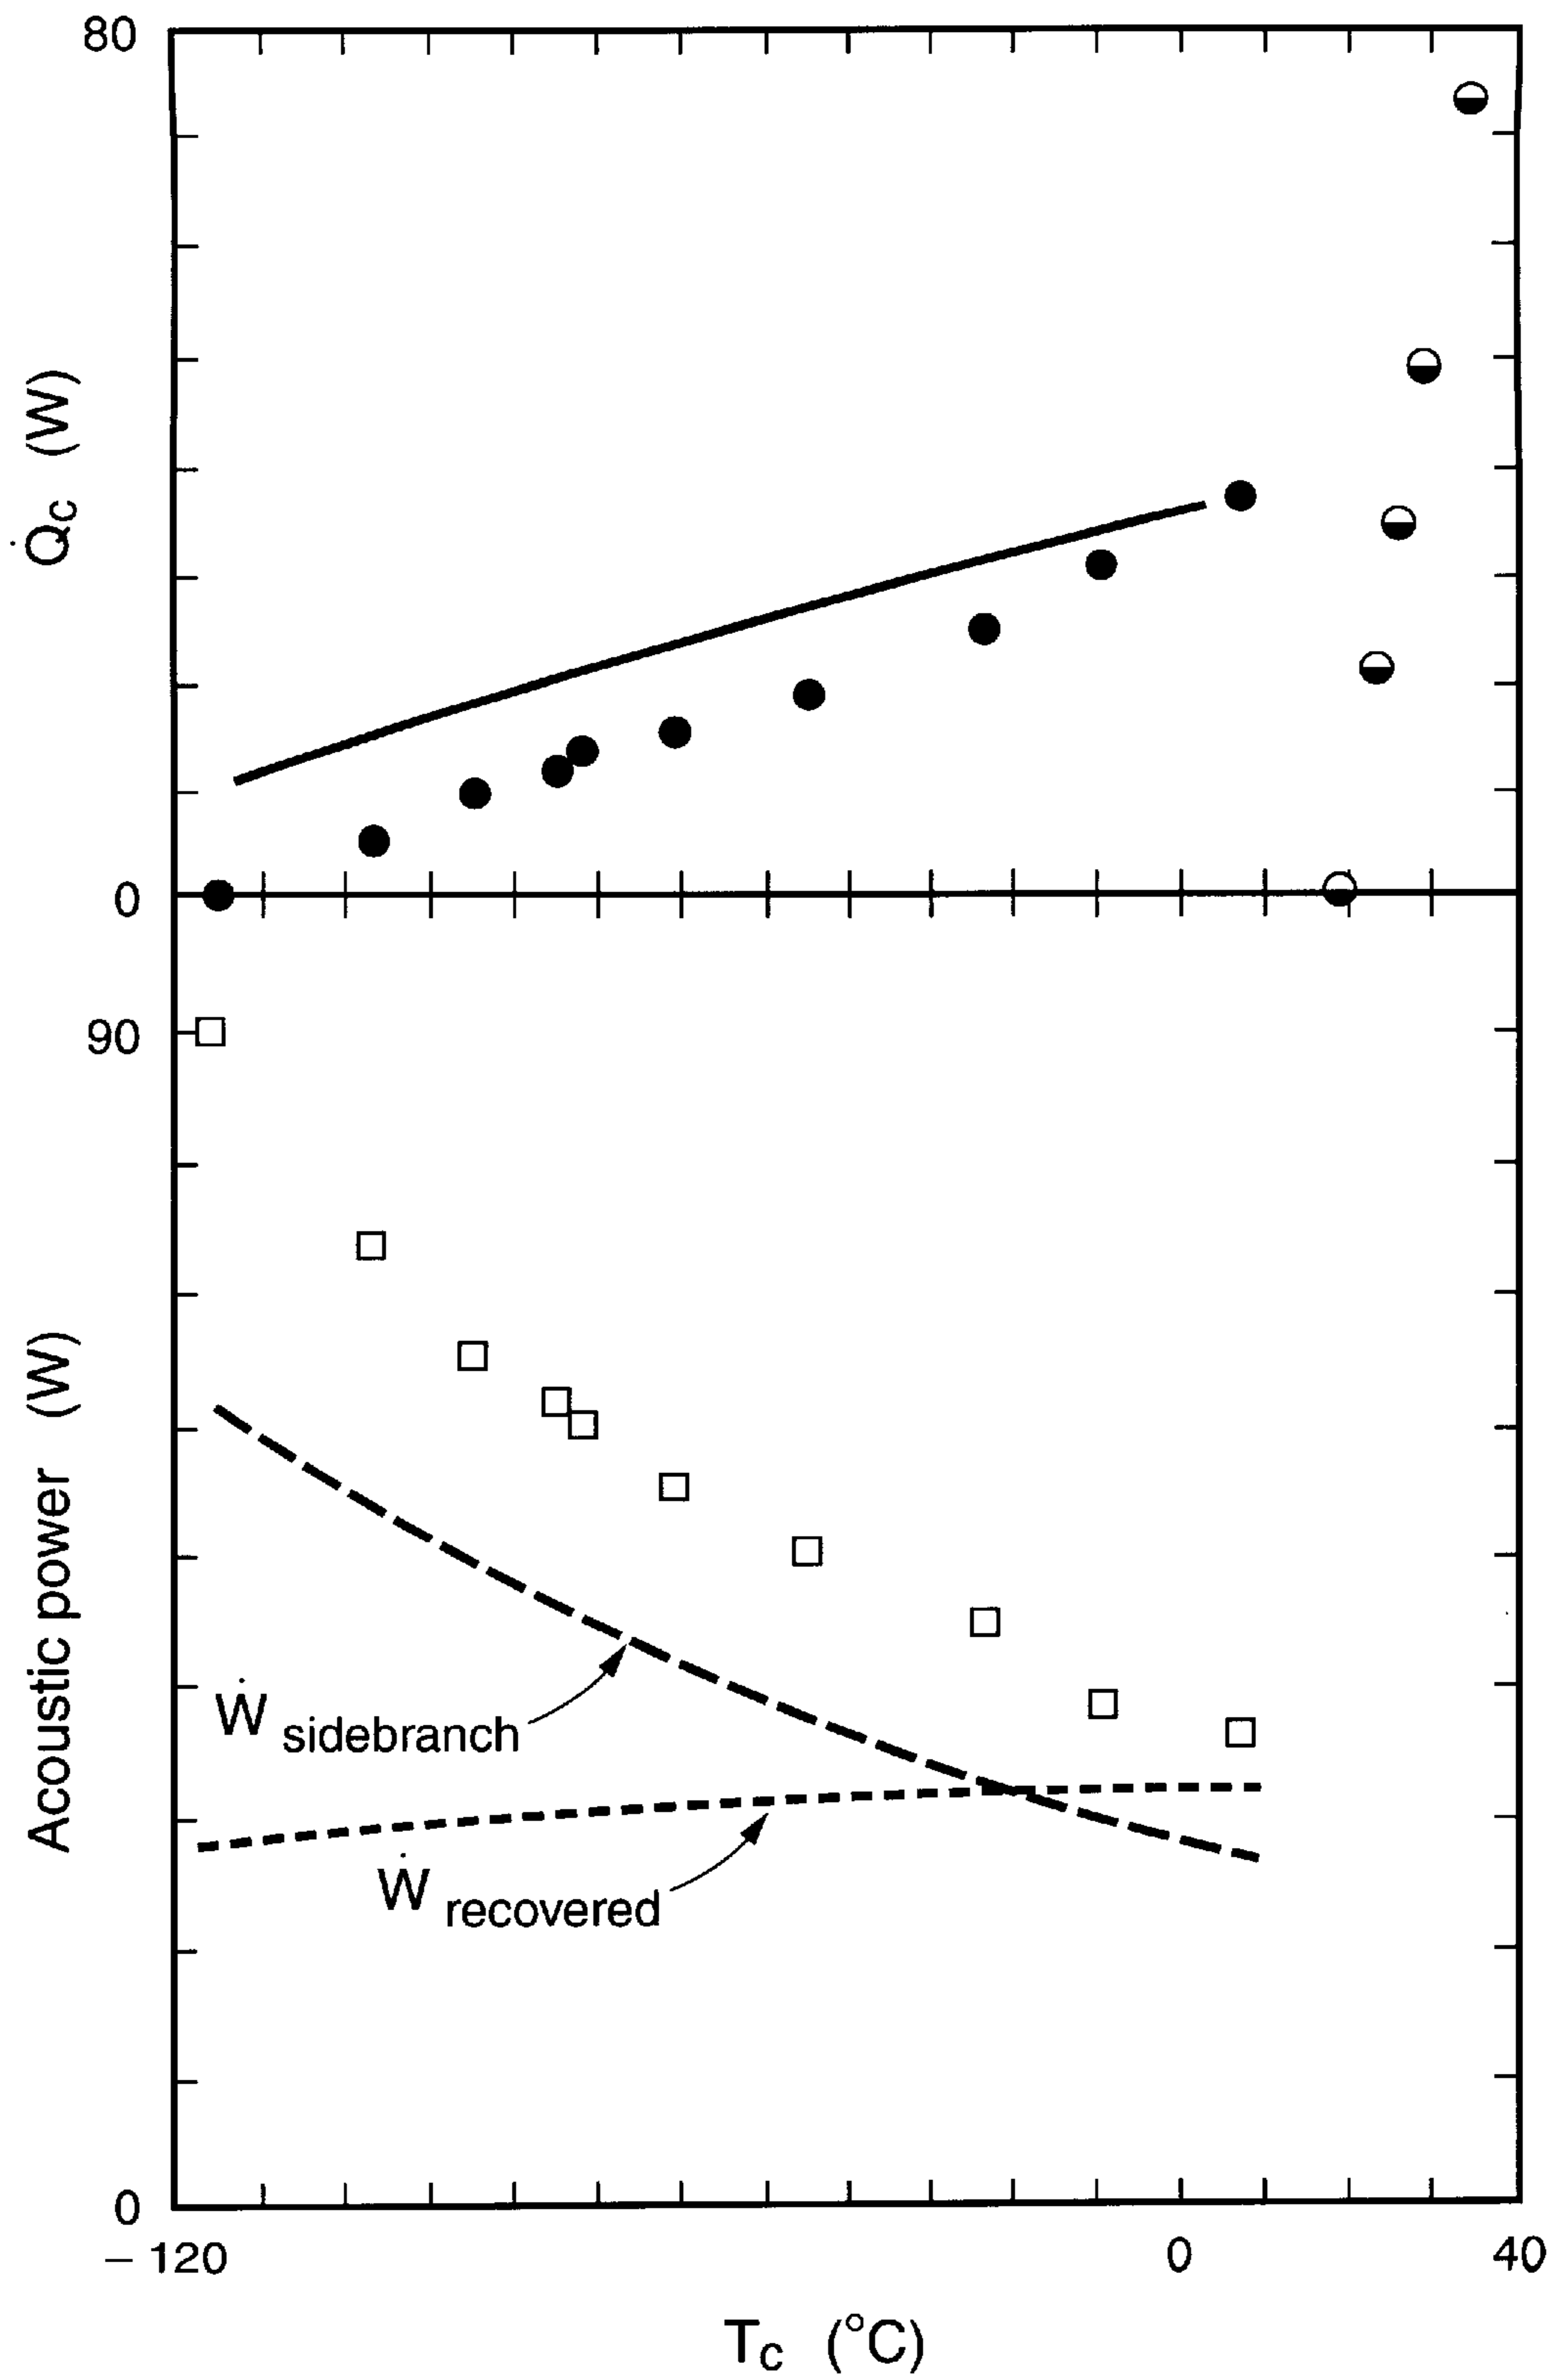 80
Q̇c (W)
0
90
Acoustic power (W)
Ẇ sidebranch
Ẇ recovered
0
– 120
0
40
Tc (°C)